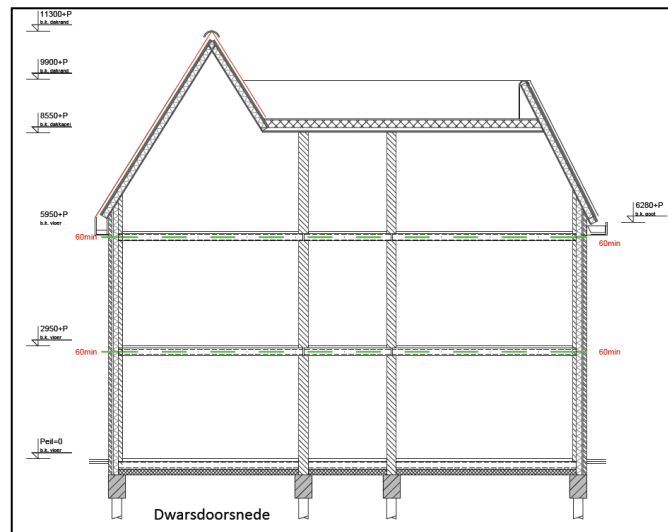 11300+P
b.k. dakrand
9900+P
b.k. dakrand
8550+P
b.k. dakkapel
5950+P
b.k. vloer
6280+P
b.k. goot
60min
60min
2950+P
b.k. vloer
60min
60min
Peil=0
b.k. vloer
Dwarsdoorsnede